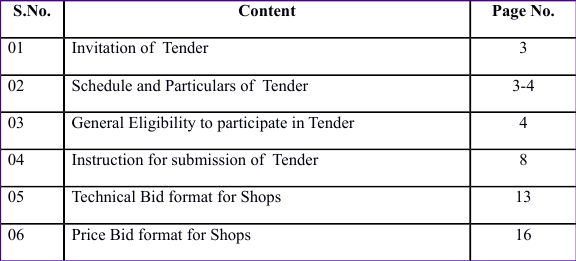 S.No. Content Page No.
01 Invitation of Tender 3
02 Schedule and Particulars of Tender 3-4
03 General Eligibility to participate in Tender 4
04 Instruction for submission of Tender 8
05 Technical Bid format for Shops 13
06 Price Bid format for Shops 16